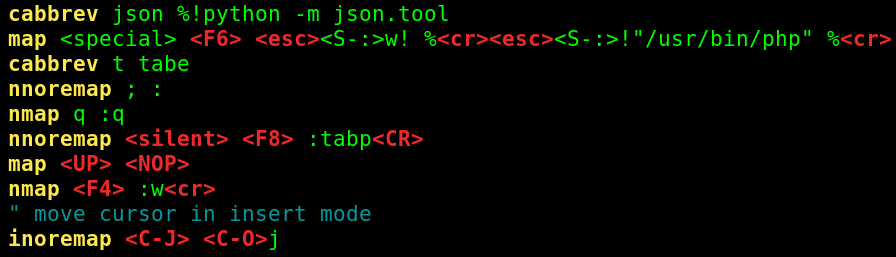 cabbrev json %!python -m json.tool
map <special> <F6> <esc><S-:>w! %<cr><esc><S-:>!"/usr/bin/php" %<cr>
cabbrev t tabe
nnoremap ; :
nmap q :q
nnoremap <silent> <F8> :tabp<CR>
map <UP> <NOP>
nmap <F4> :w<cr>
" move cursor in insert mode
inoremap <C-J> <C-O>j